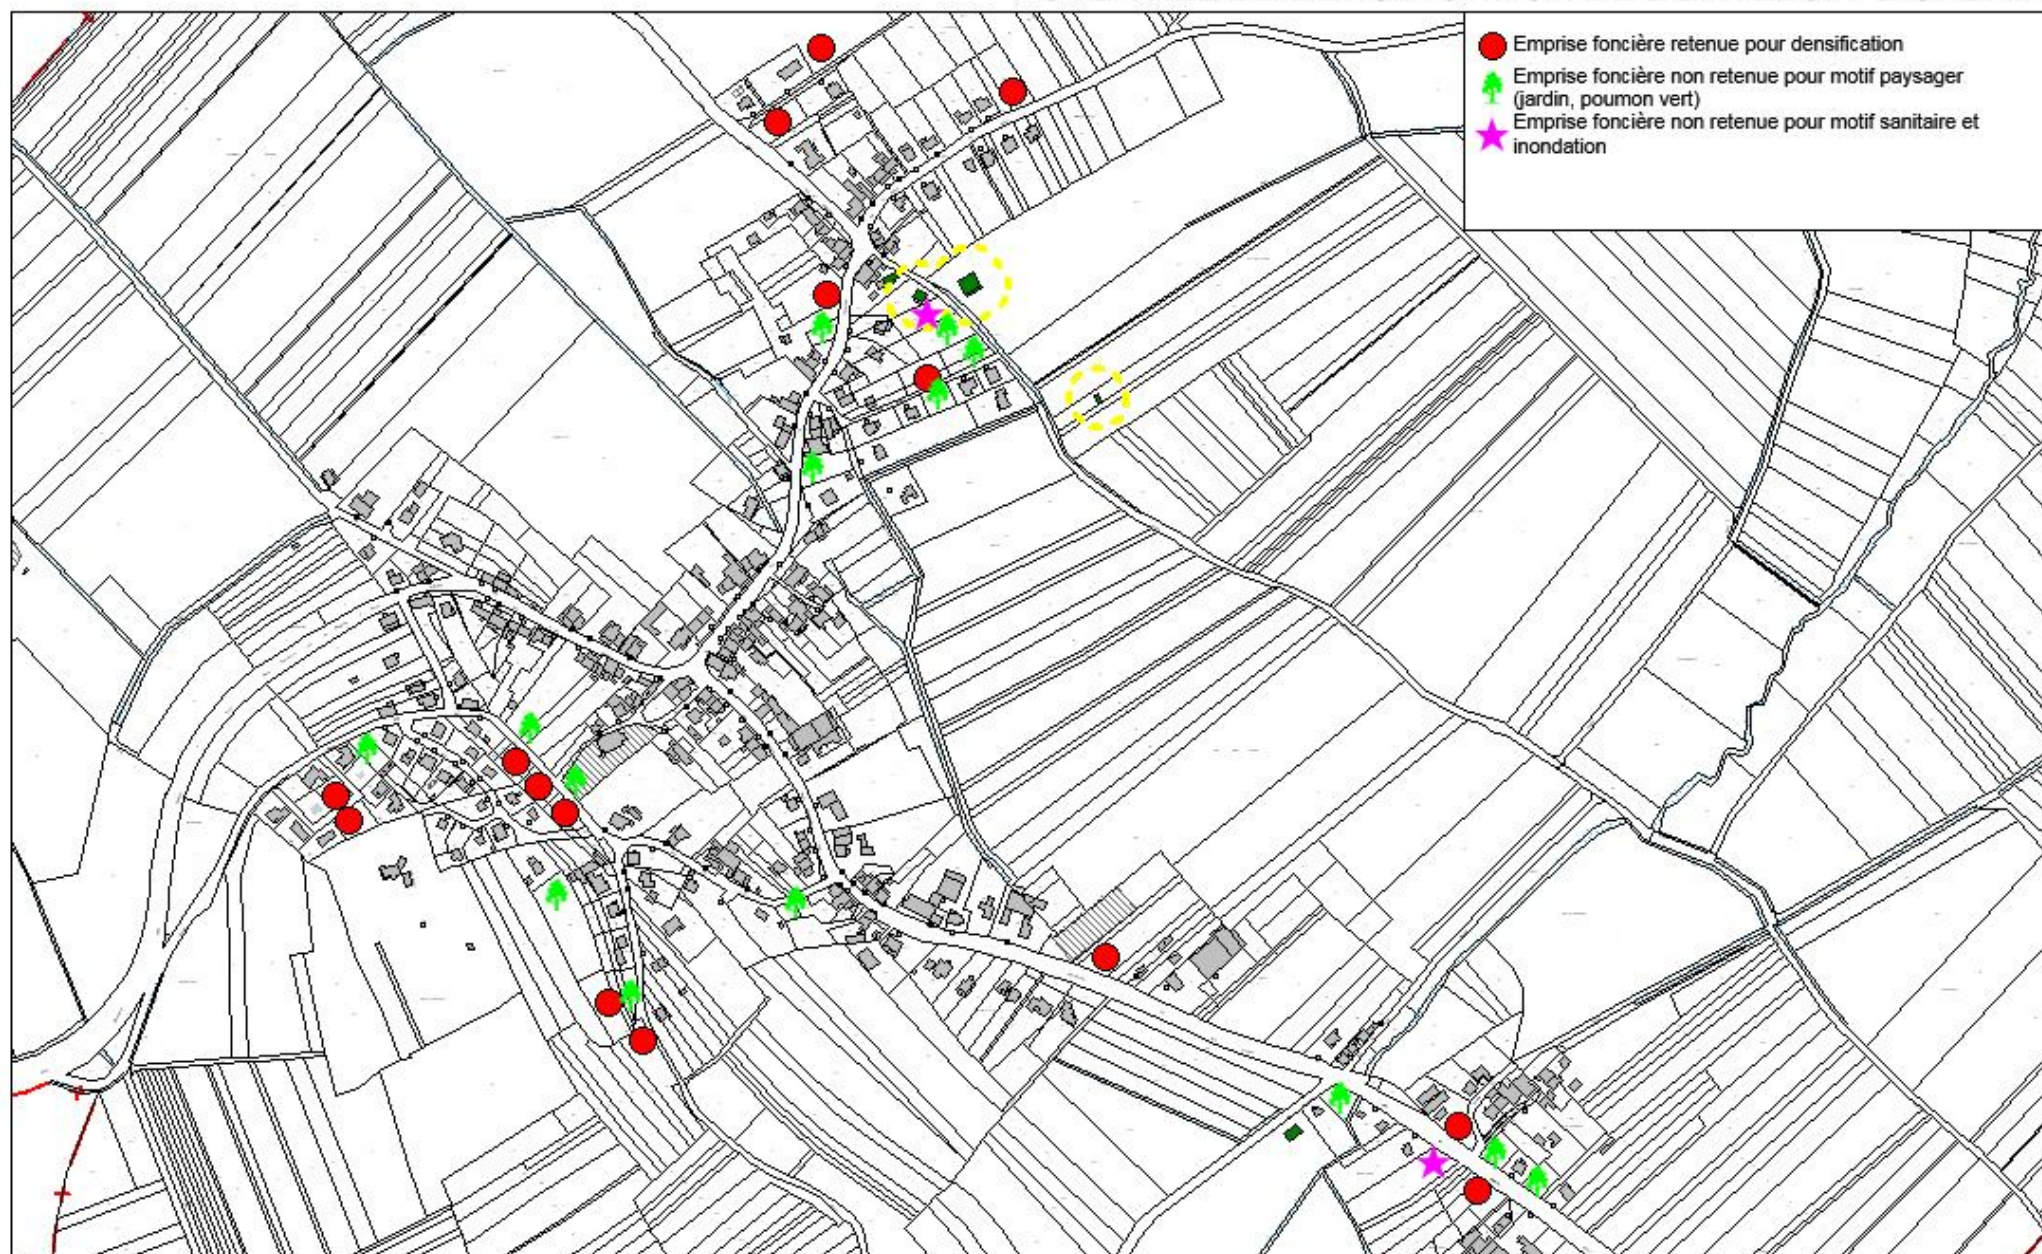 Emprise foncière retenue pour densification
Emprise foncière non retenue pour motif paysager
(jardin, poumon vert)
Emprise foncière non retenue pour motif sanitaire et
inondation